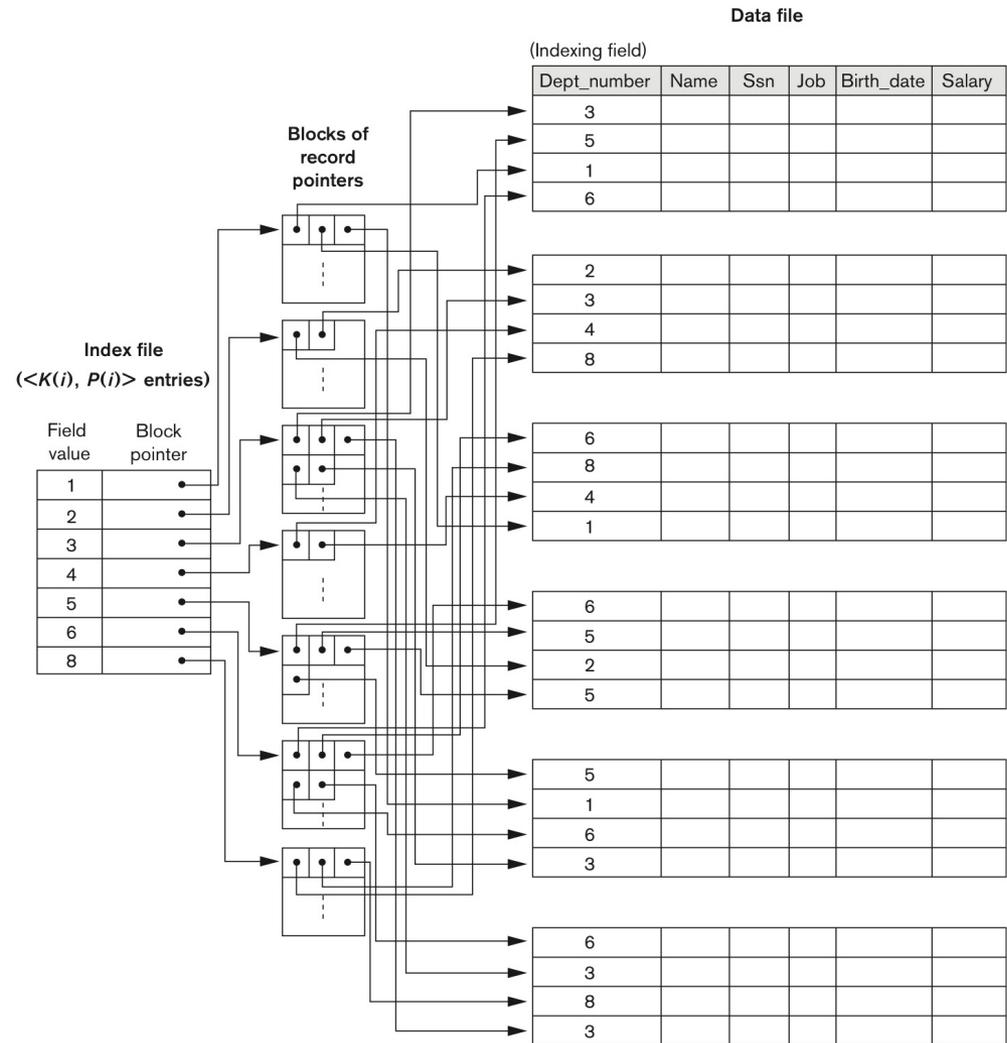 Data file
(Indexing field)
Dept_number Name Ssn Job Birth_date Salary
3
5
1
6
2
3
4
8
6
8
4
1
6
5
2
5
5
1
6
3
6
3
8
3
Blocks of
record
pointers
Index file
(<K(i), P(i)> entries)
Field
value
Block
pointer
1
2
3
4
5
6
8